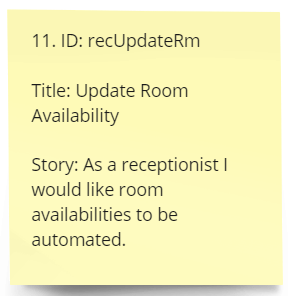 11. ID: recUpdateRm
Title: Update Room
Availability
Story: As a receptionist I
would like room
availabilities to be
automated.